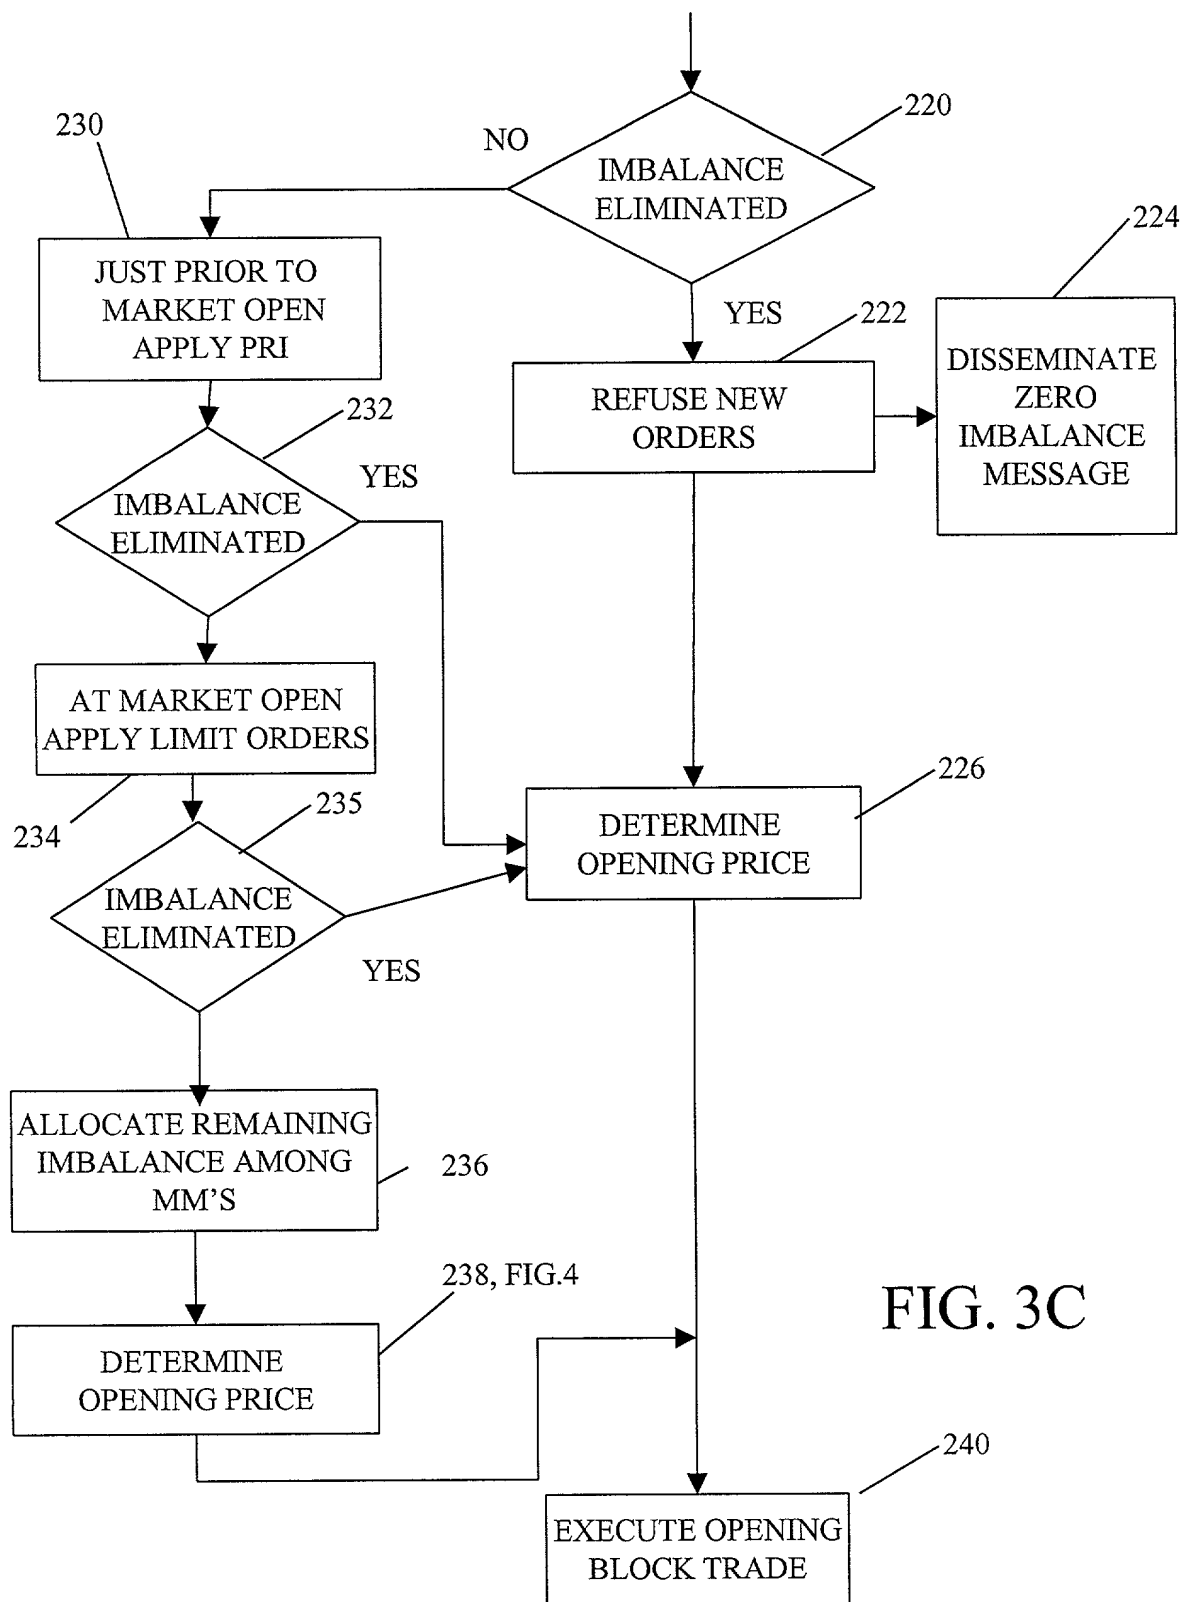 220
230
NO
IMBALANCE
ELIMINATED
224
JUST PRIOR TO
MARKET OPEN
APPLY PRI
YES
222
DISSEMINATE
ZERO
IMBALANCE
MESSAGE
REFUSE NEW
ORDERS
232
YES
IMBALANCE
ELIMINATED
AT MARKET OPEN
APPLY LIMIT ORDERS
234
235
226
DETERMINE
OPENING PRICE
IMBALANCE
ELIMINATED
YES
ALLOCATE REMAINING
IMBALANCE AMONG
MM'S
236
238, FIG.4
FIG. 3C
DETERMINE
OPENING PRICE
240
EXECUTE OPENING
BLOCK TRADE